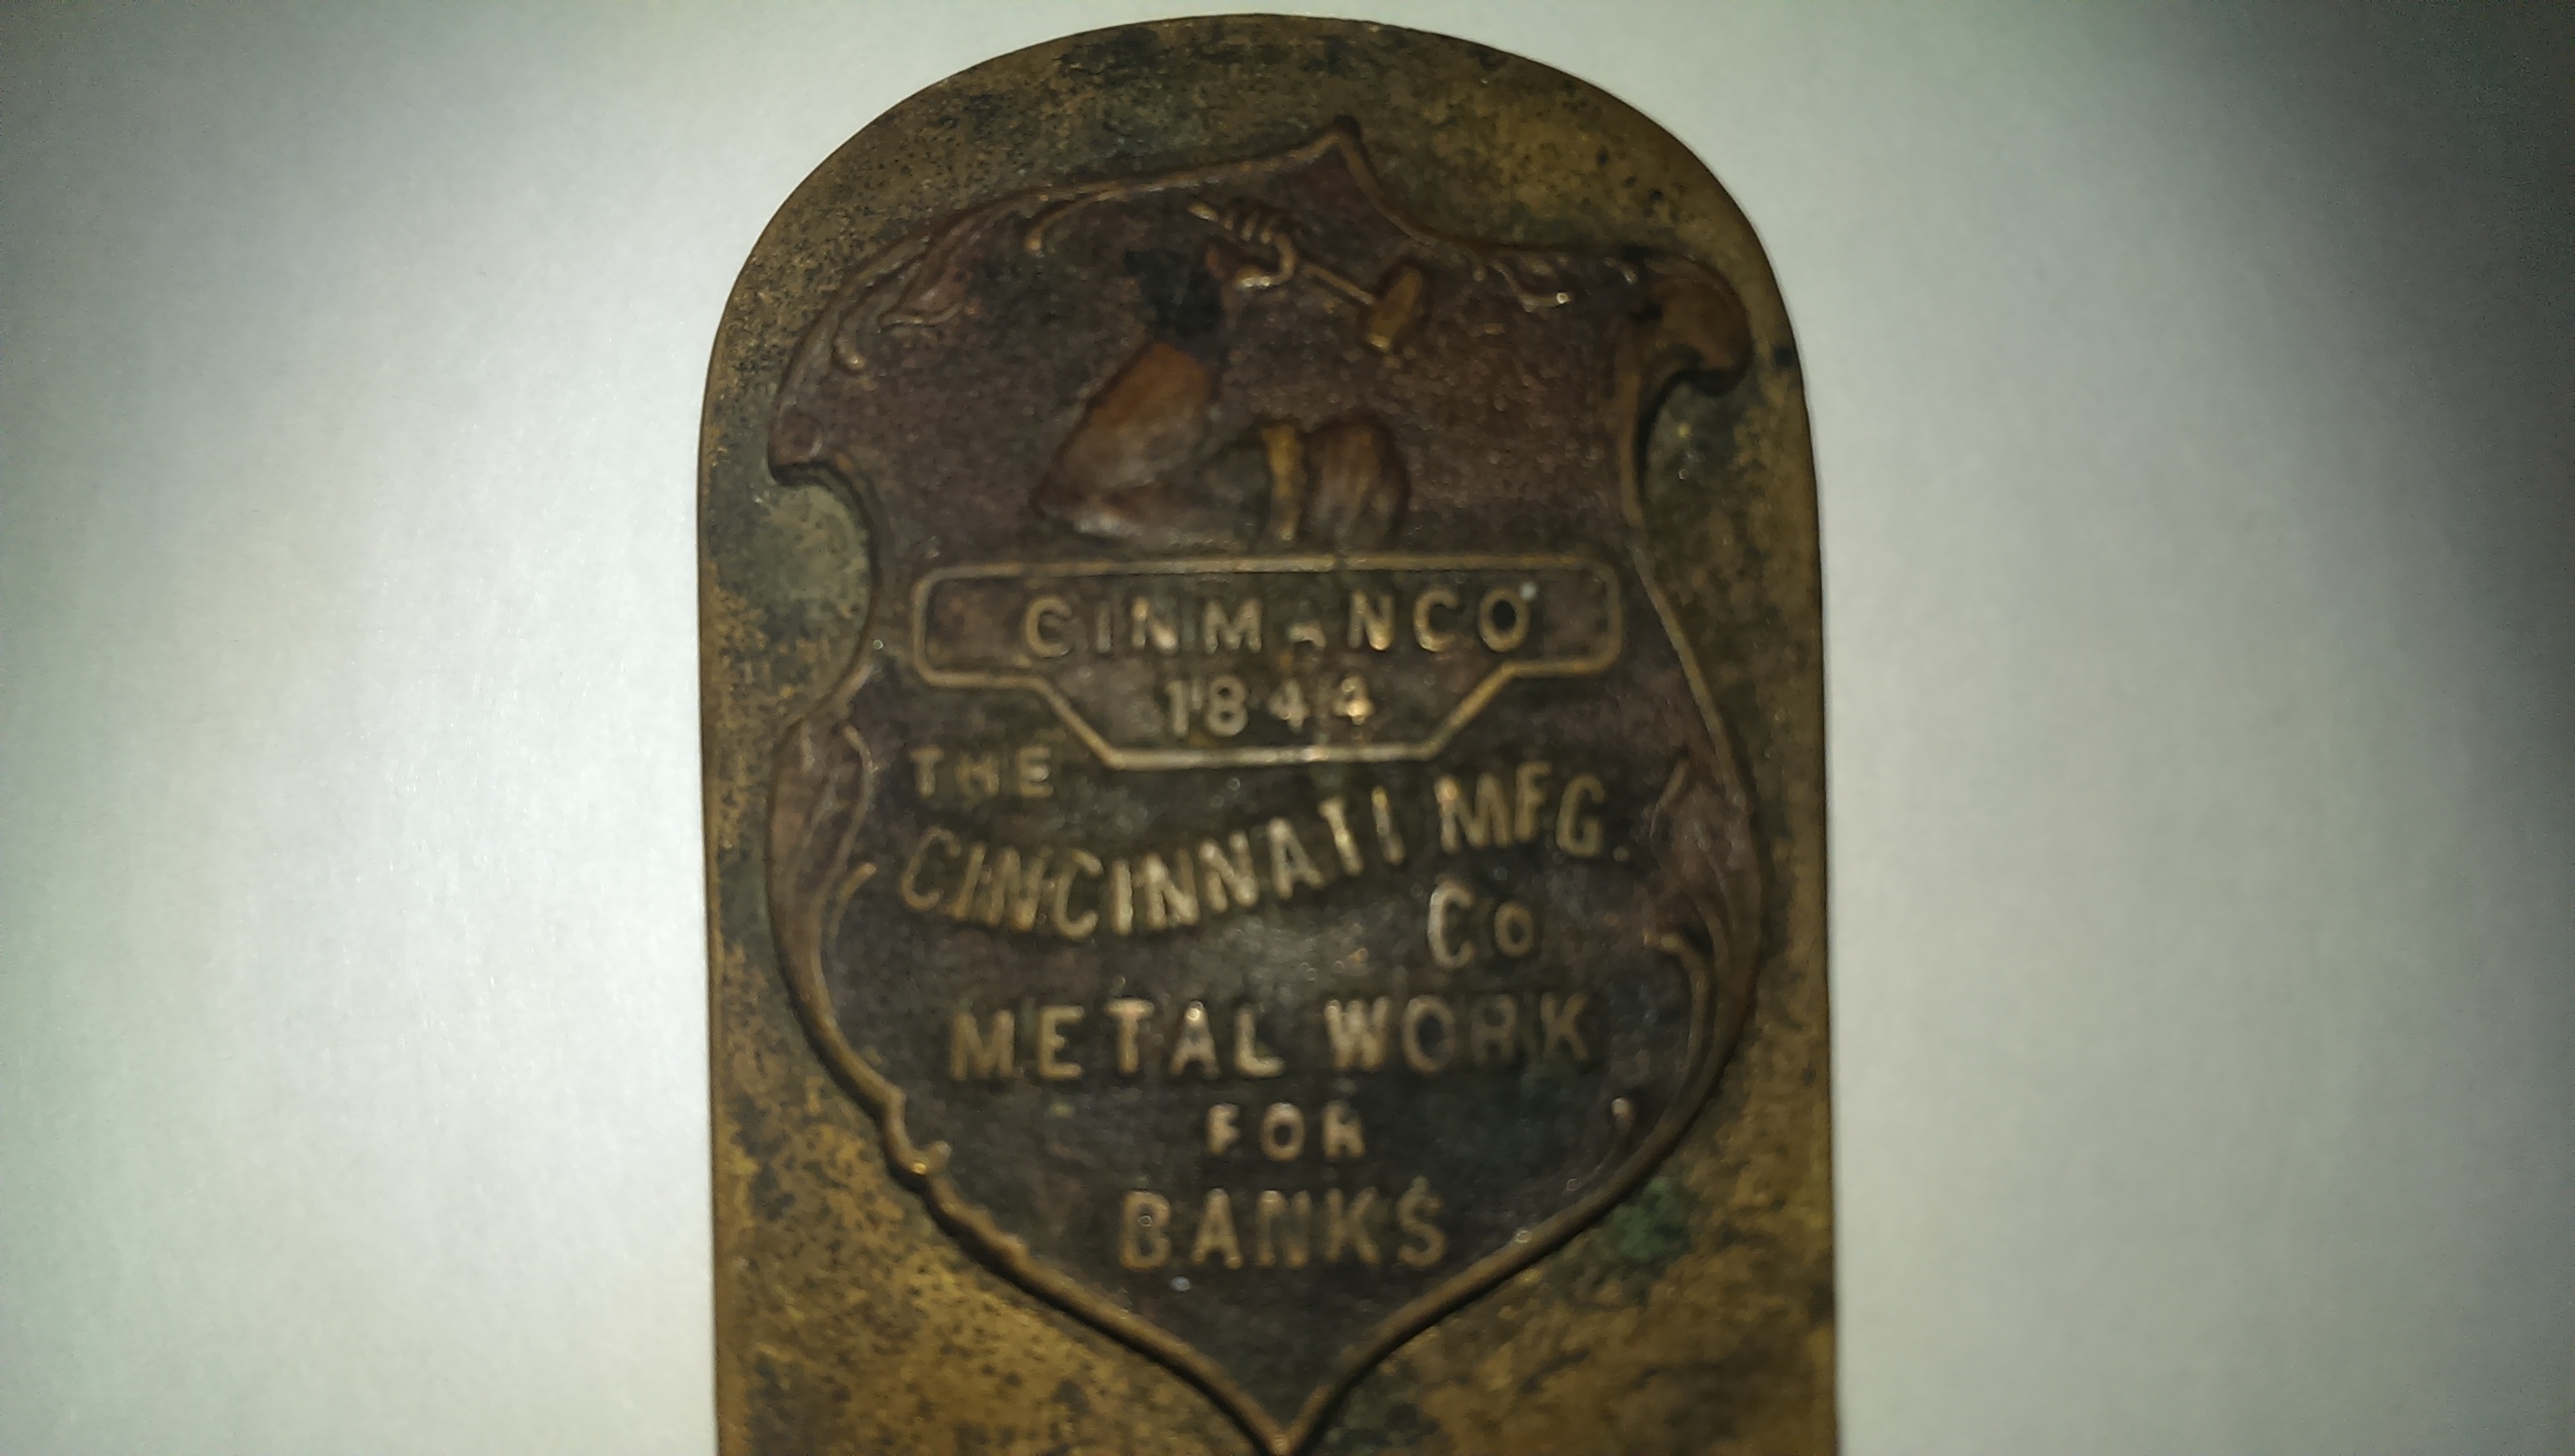 CINMANCO
1844
THE
CINCINNATI MFG.
Co
METAL WORK
FOR
BANKS